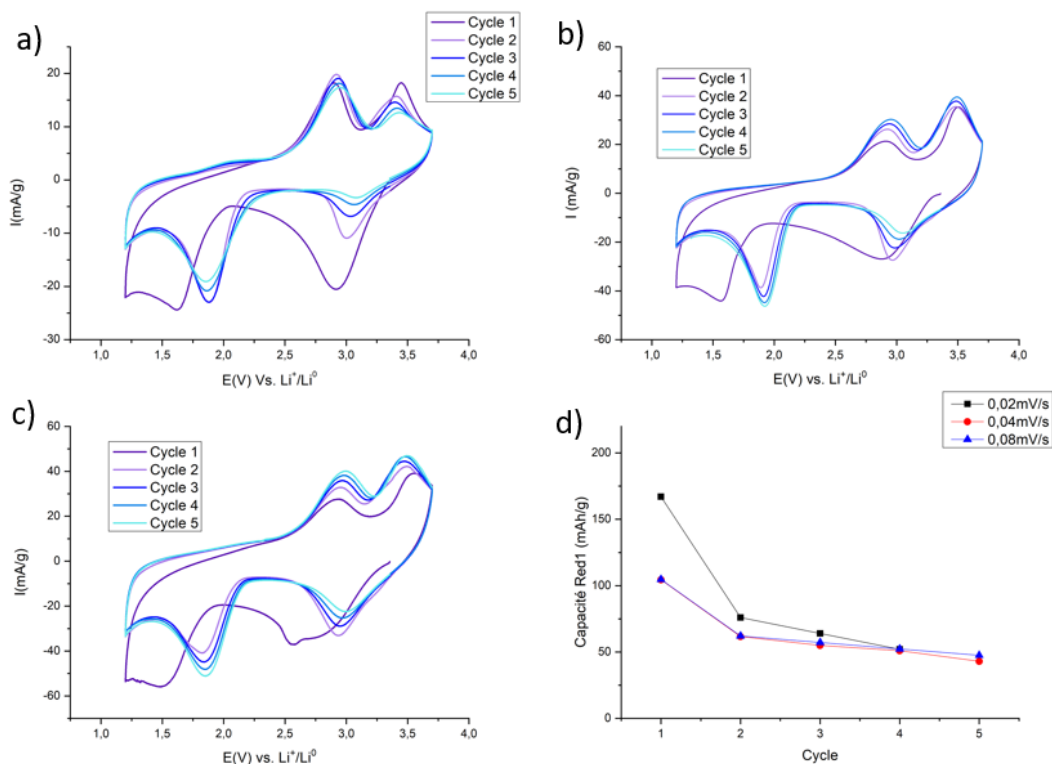 a)
Cycle 1
Cycle 2
Cycle 3
Cycle 4
Cycle 5
20
10
0
-10
-20
-30
I(mA/g)
1,0 1,5 2,0 2,5 3,0 3,5 4,0
E(V) Vs. Li⁺/Li⁰
b)
Cycle 1
Cycle 2
Cycle 3
Cycle 4
Cycle 5
60
40
20
0
-20
-40
-60
I (mA/g)
1,0 1,5 2,0 2,5 3,0 3,5 4,0
E(V) vs. Li⁺/Li⁰
c)
Cycle 1
Cycle 2
Cycle 3
Cycle 4
Cycle 5
60
40
20
0
-20
-40
-60
I(mA/g)
1,0 1,5 2,0 2,5 3,0 3,5 4,0
E(V) vs. Li⁺/Li⁰
d)
0,02mV/s
0,04mV/s
0,08mV/s
200
150
100
50
0
Capacité Red1 (mAh/g)
1 2 3 4 5
Cycle